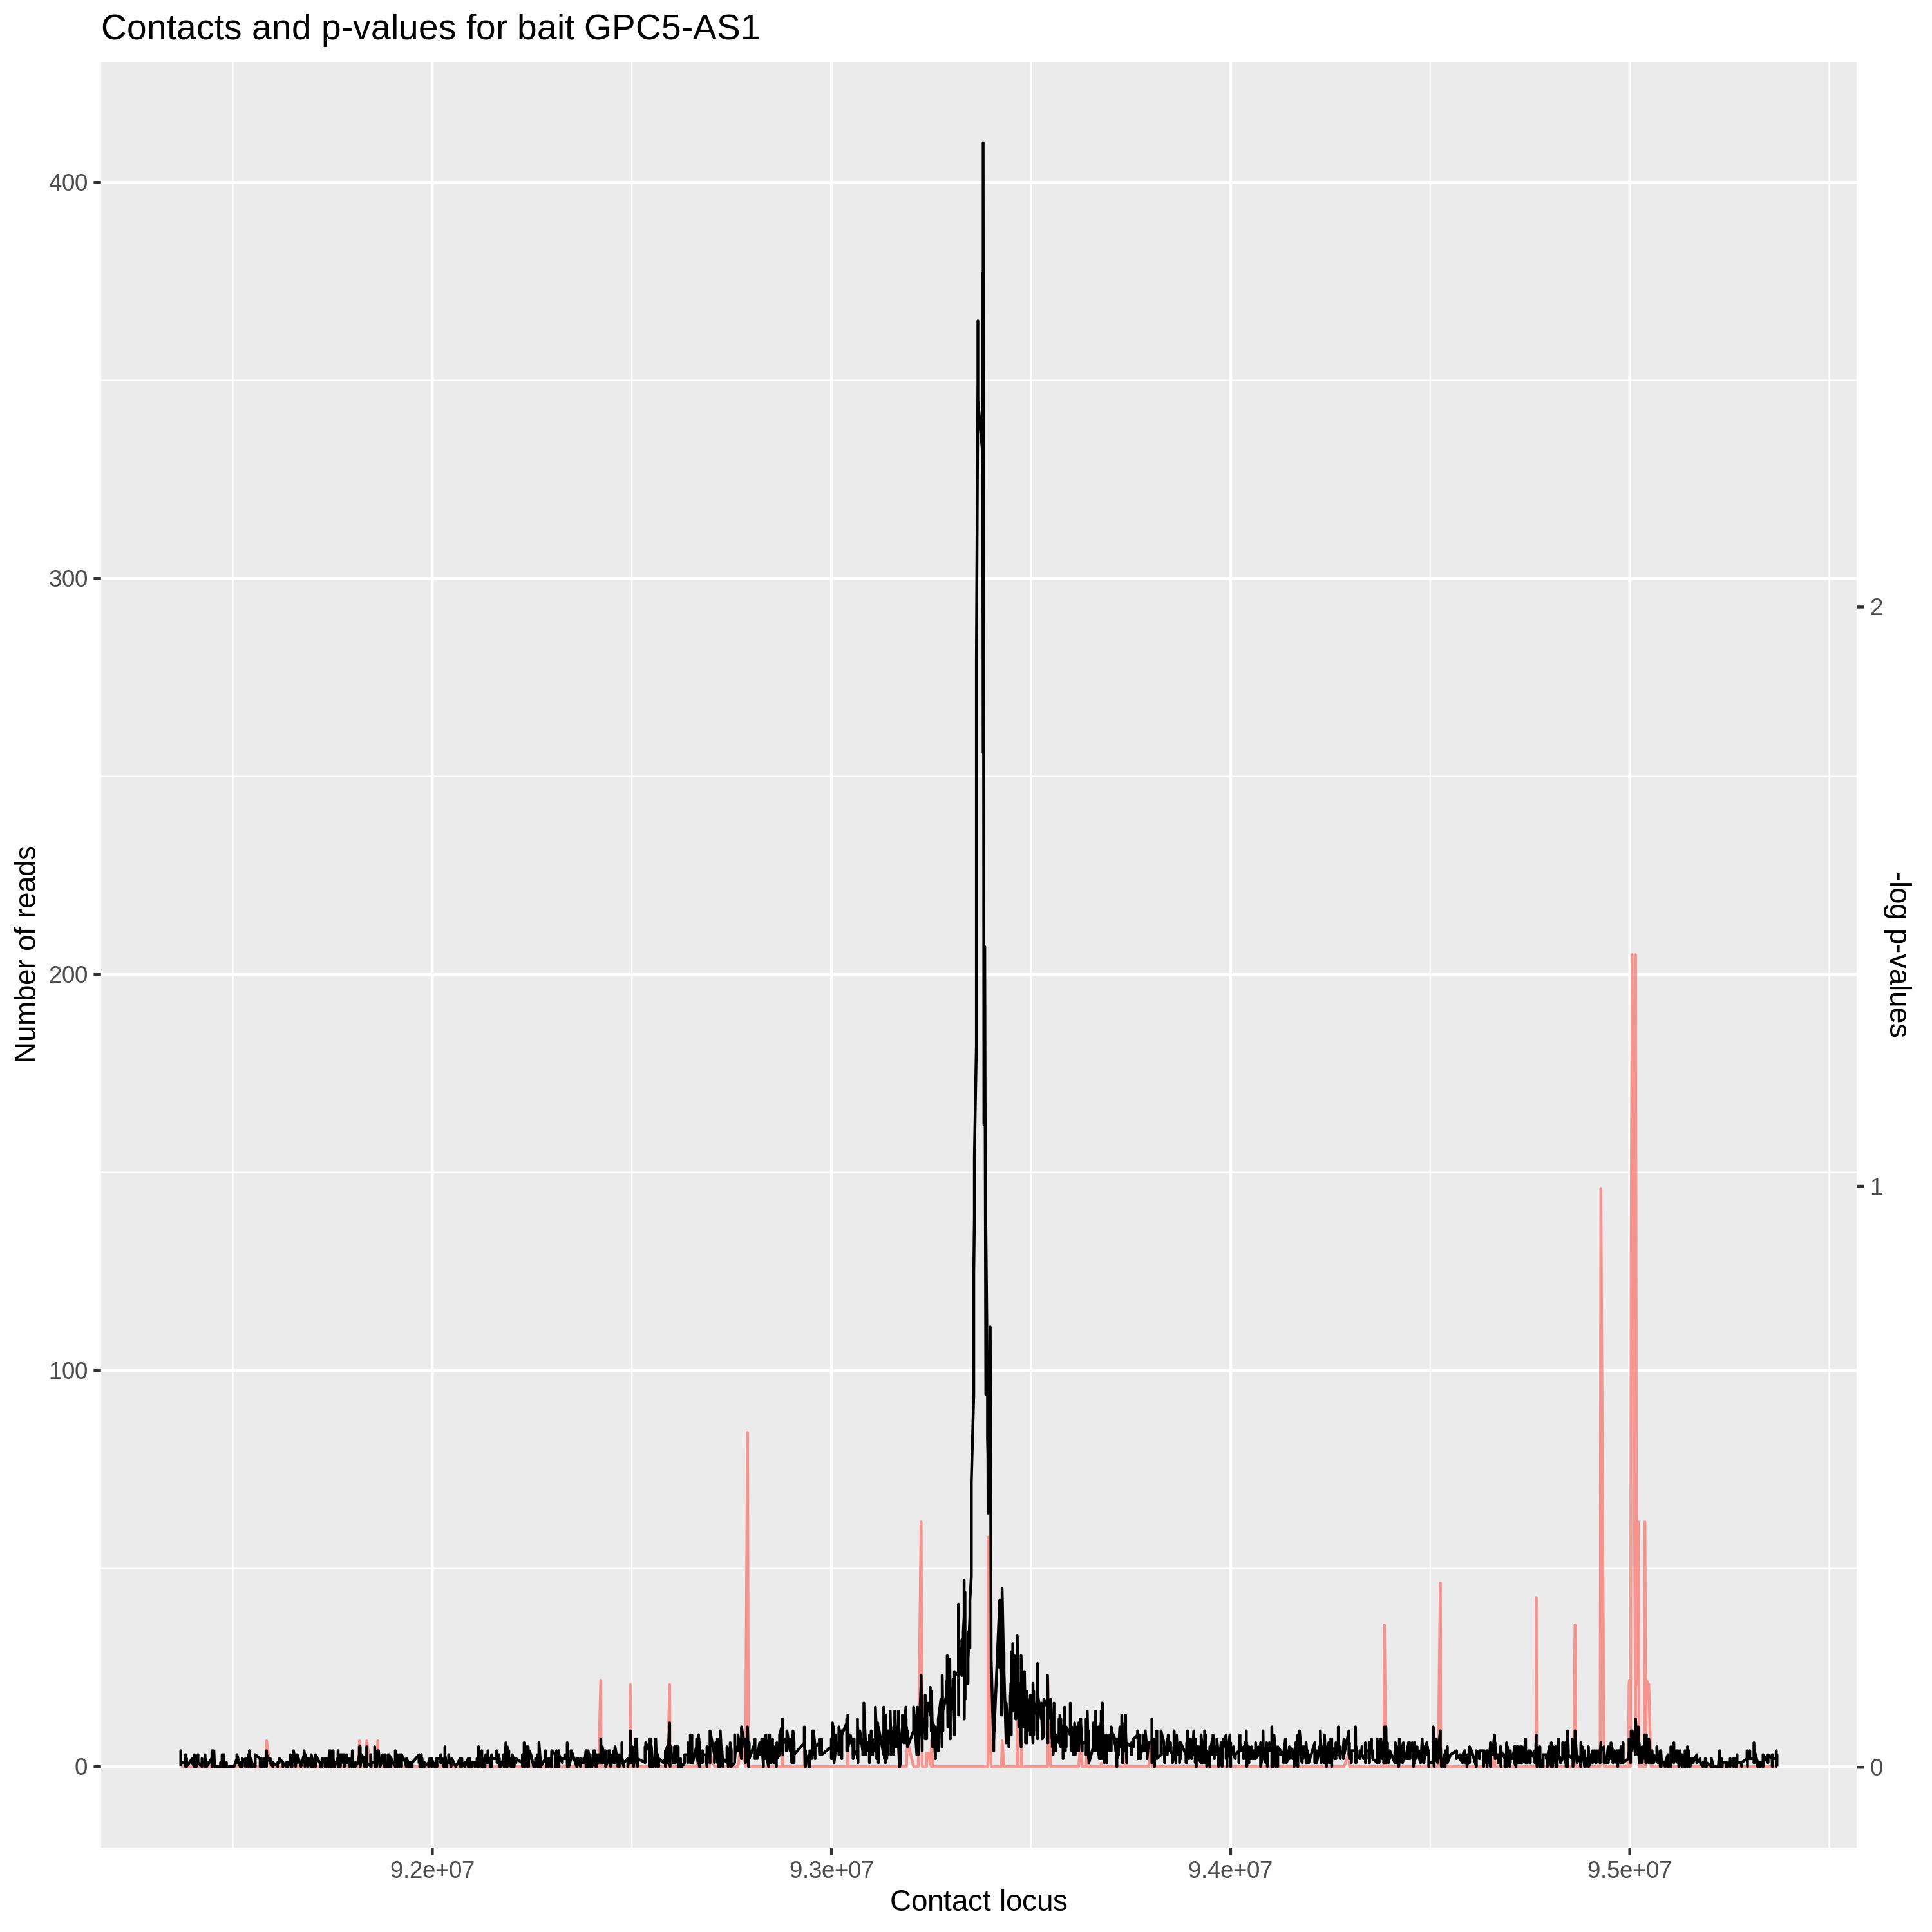 Contacts and p-values for bait GPC5-AS1
400
300
200
100
0
Number of reads
2
1
0
-log p-values
9.2e+07
9.3e+07
9.4e+07
9.5e+07
Contact locus